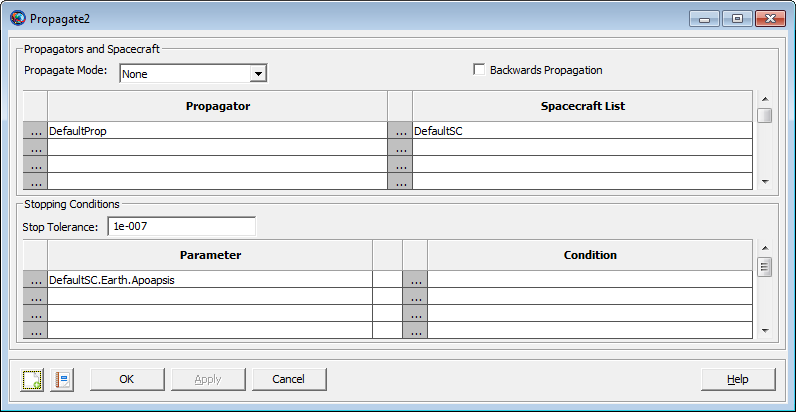 Propagate2
Propagators and Spacecraft
Propagate Mode: None Backwards Propagation
Propagator Spacecraft List
... DefaultProp ... DefaultSC
... ...
... ...
... ...
Stopping Conditions
Stop Tolerance: 1e-007
Parameter Condition
... DefaultSC.Earth.Apoapsis ...
... ...
... ...
... ...
OK Apply Cancel Help